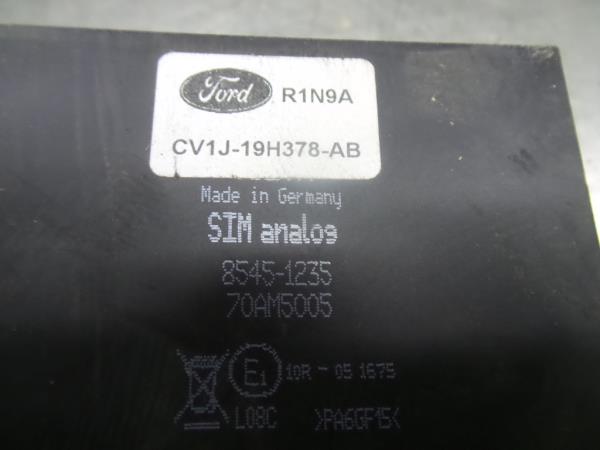 Ford R1N9A
CV1J-19H378-AB
Made in Germany
SIM analog
8545-1235
70AM5005
E1 10R - 05 1675
L08C >PA6GF15<